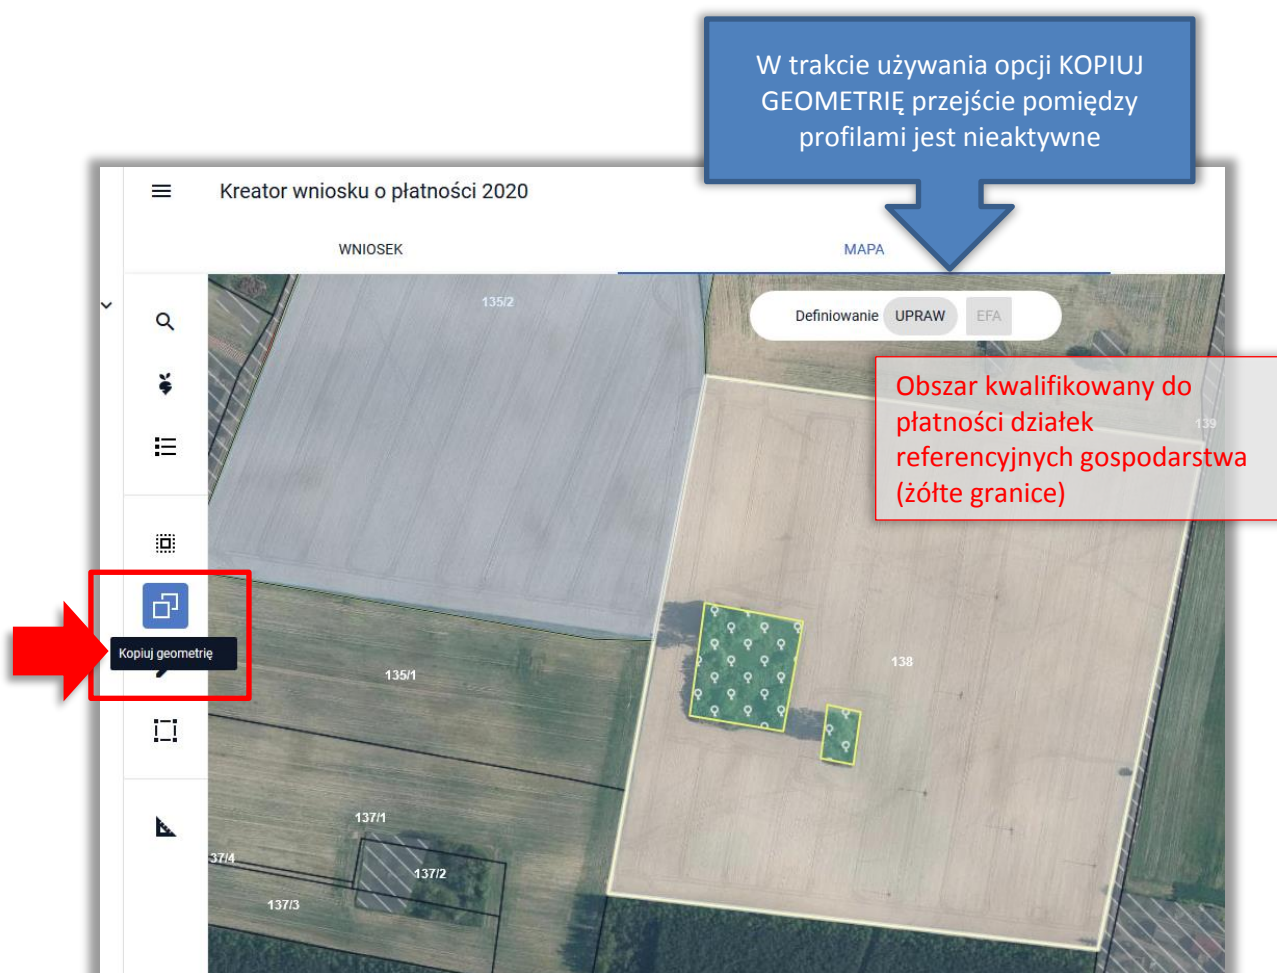 W trakcie używania opcji KOPIUJ
GEOMETRIĘ przejście pomiędzy
profilami jest nieaktywne
Kreator wniosku o płatności 2020
WNIOSEK
MAPA
135/2
Definiowanie UPRAW EFA
Obszar kwalifikowany do
płatności działek
referencyjnych gospodarstwa
(żółte granice)
139
Kopiuj geometrię
138
135/1
137/1
37/4
137/2
137/3